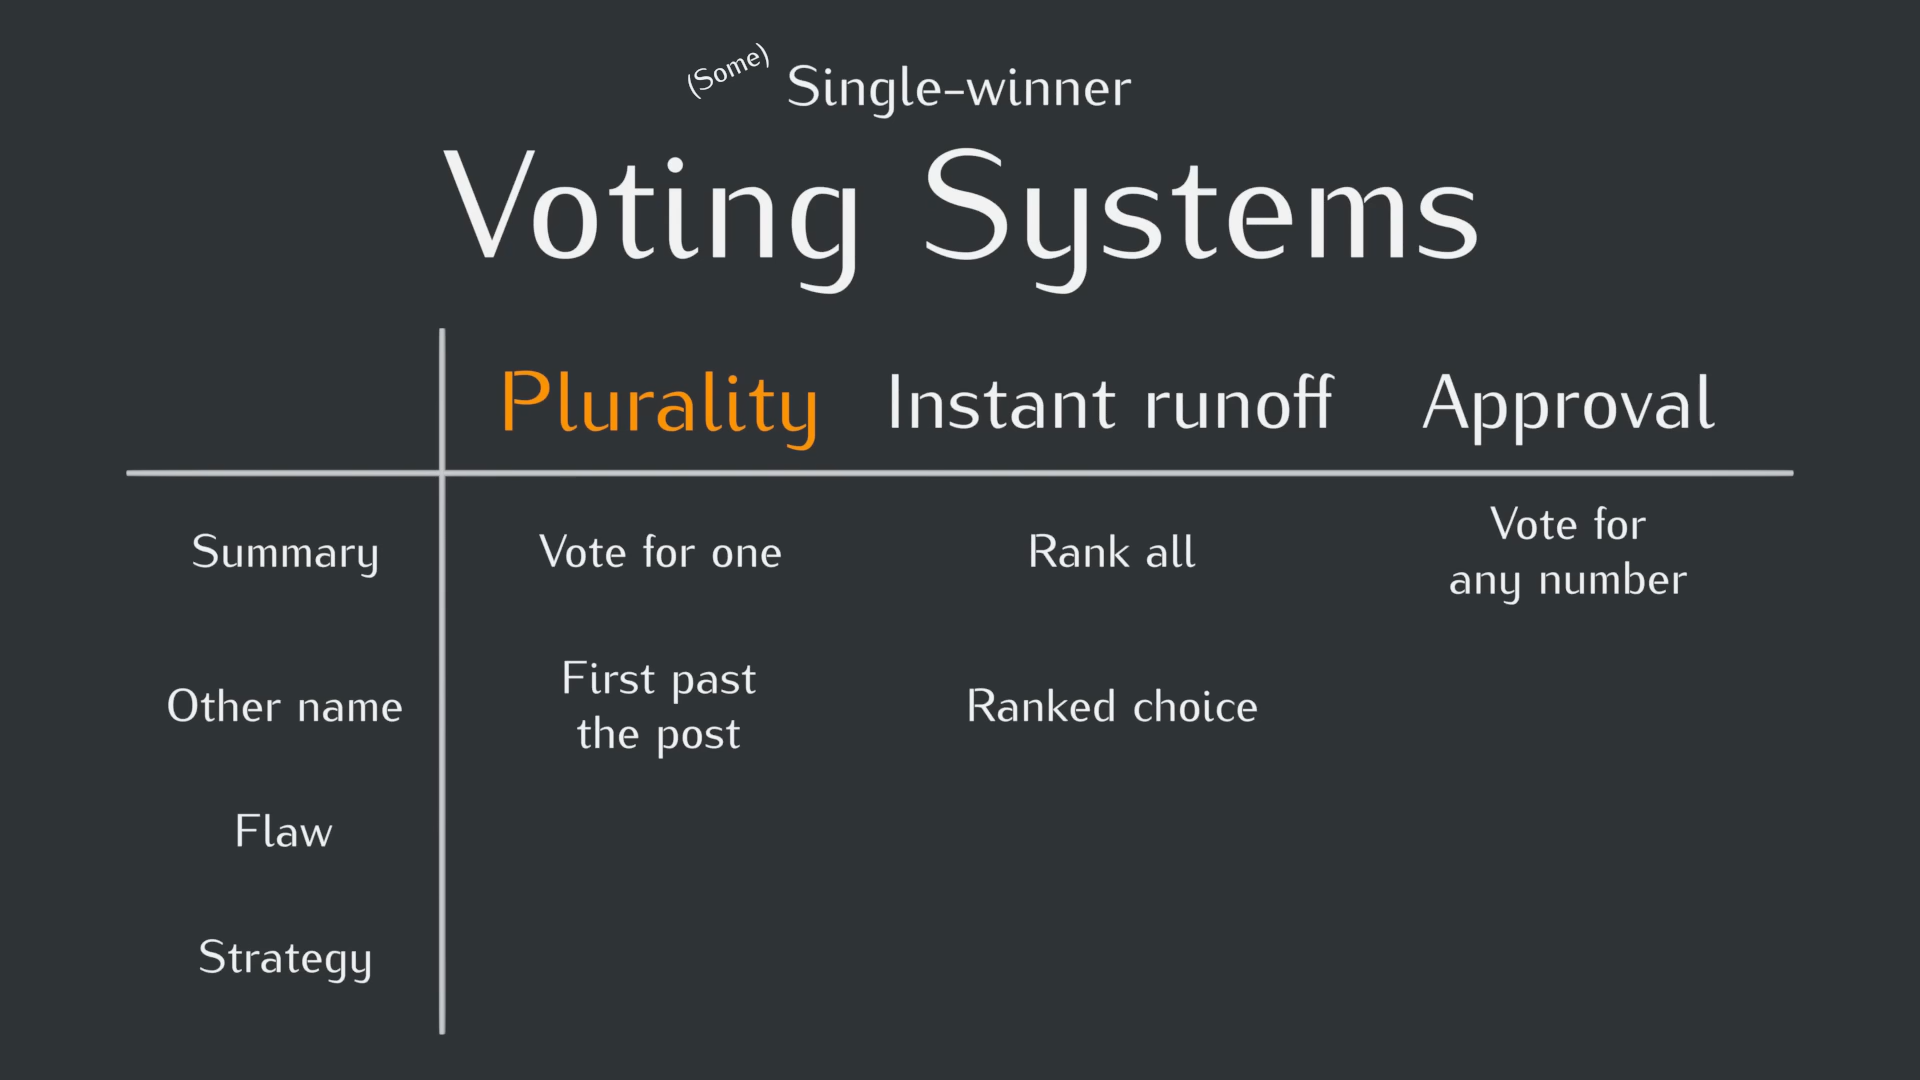 (Some) Single-winner
Voting Systems
Plurality Instant runoff Approval
Summary Vote for one Rank all Vote for
any number
Other name First past
the post Ranked choice
Flaw
Strategy